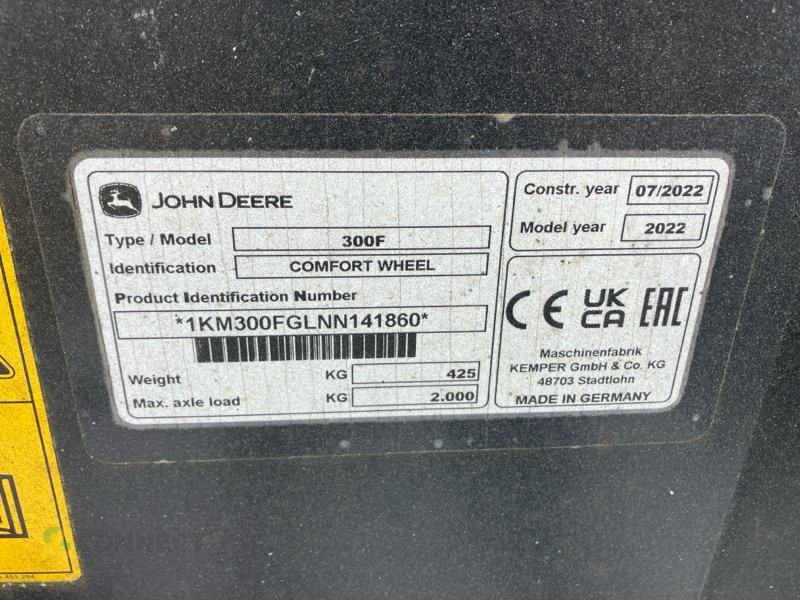 JOHN DEERE
Type / Model 300F
Identification COMFORT WHEEL
Product Identification Number
*1KM300FGLNN141860*
Weight KG 425
Max. axle load KG 2.000
Constr. year 07/2022
Model year 2022
CE UK CA EAC
Maschinenfabrik
KEMPER GmbH & Co. KG
48703 Stadtlohn
MADE IN GERMANY